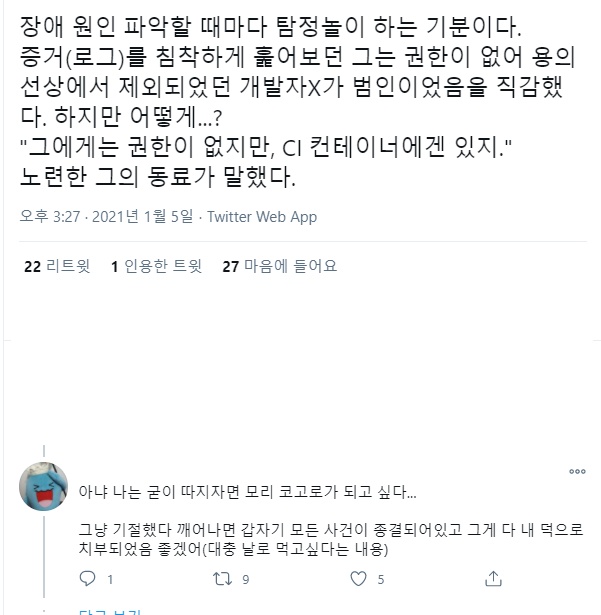 장애 원인 파악할 때마다 탐정놀이 하는 기분이다.
증거(로그)를 침착하게 훑어보던 그는 권한이 없어 용의
선상에서 제외되었던 개발자X가 범인이었음을 직감했
다. 하지만 어떻게...?
"그에게는 권한이 없지만, CI 컨테이너에겐 있지."
노련한 그의 동료가 말했다.
오후 3:27 · 2021년 1월 5일 · Twitter Web App
22 리트윗 1 인용한 트윗 27 마음에 들어요
아냐 나는 굳이 따지자면 모리 코고로가 되고 싶다...
그냥 기절했다 깨어나면 갑자기 모든 사건이 종결되어있고 그게 다 내 덕으로
치부되었음 좋겠어(대충 날로 먹고싶다는 내용)
1 9 5